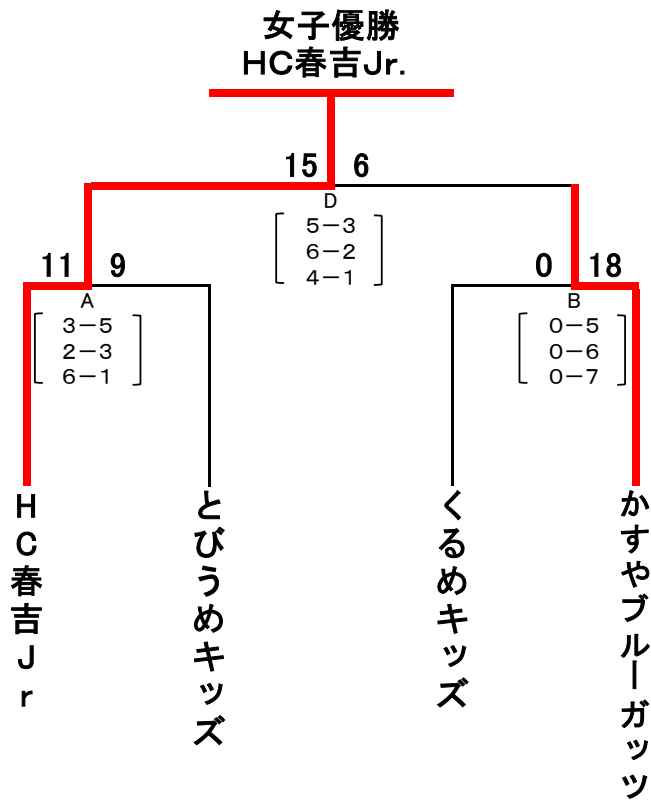 女子優勝
HC春吉Jr.
15 6
D
5－3
6－2
4－1
11 9
A
3－5
2－3
6－1
0 18
B
0－5
0－6
0－7
HC春吉Jr
とびうめキッズ
くるめキッズ
かすやブルーガッツ